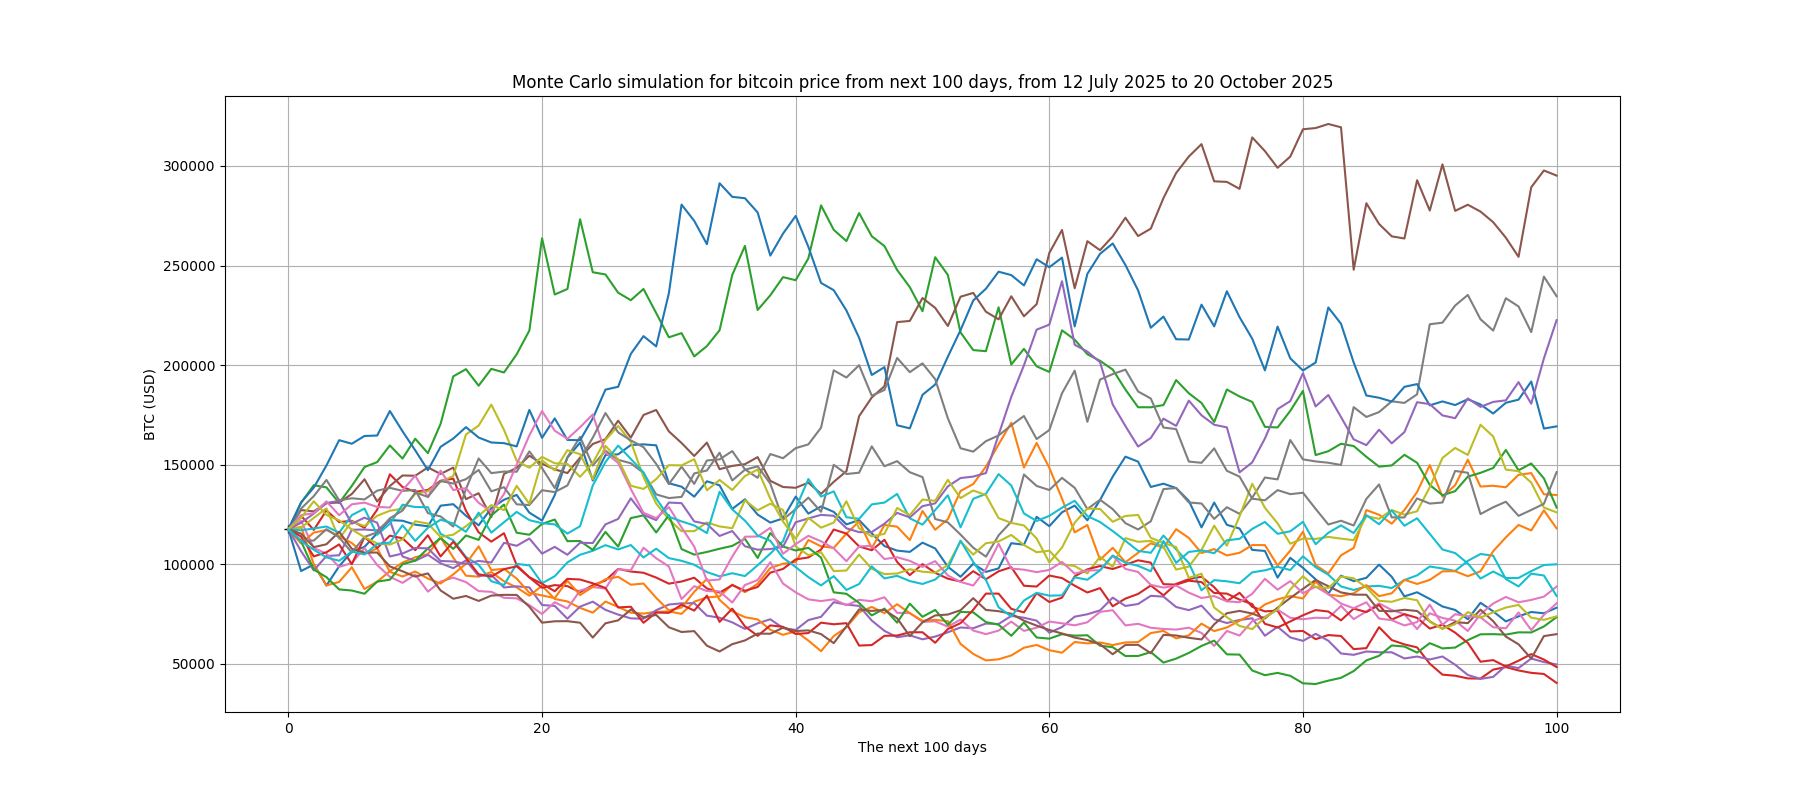 Monte Carlo simulation for bitcoin price from next 100 days, from 12 July 2025 to 20 October 2025
300000
250000
200000
150000
100000
50000
BTC (USD)
0 20 40 60 80 100
The next 100 days